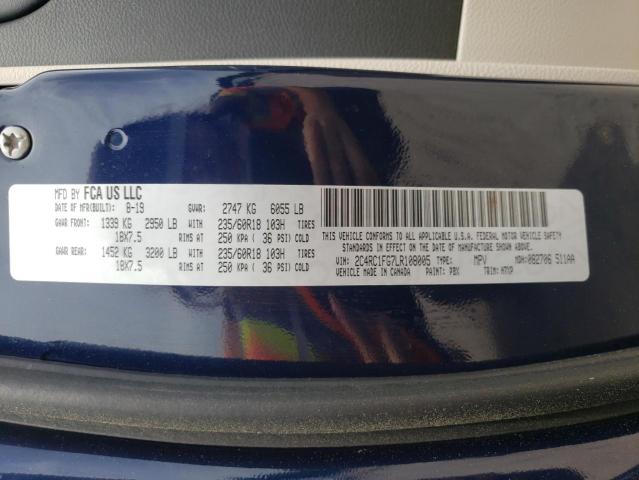 MFD BY FCA US LLC
DATE OF MFR(BUILT): 8-19 GVWR: 2747 KG 6055 LB
GAWR FRONT: 1339 KG 2950 LB WITH 235/60R18 103H TIRES
18X7.5 RIMS AT 250 KPA ( 36 PSI) COLD
GAWR REAR: 1452 KG 3200 LB WITH 235/60R18 103H TIRES
18X7.5 RIMS AT 250 KPA ( 36 PSI) COLD
THIS VEHICLE CONFORMS TO ALL APPLICABLE U.S.A. FEDERAL MOTOR VEHICLE SAFETY
STANDARDS IN EFFECT ON THE DATE OF MANUFACTURE SHOWN ABOVE.
VIN: 2C4RC1FG7LR108005 TYPE: MPV MDH: 082706 511AA
MADE IN CANADA PAINT: PBX TRIM: H7XP